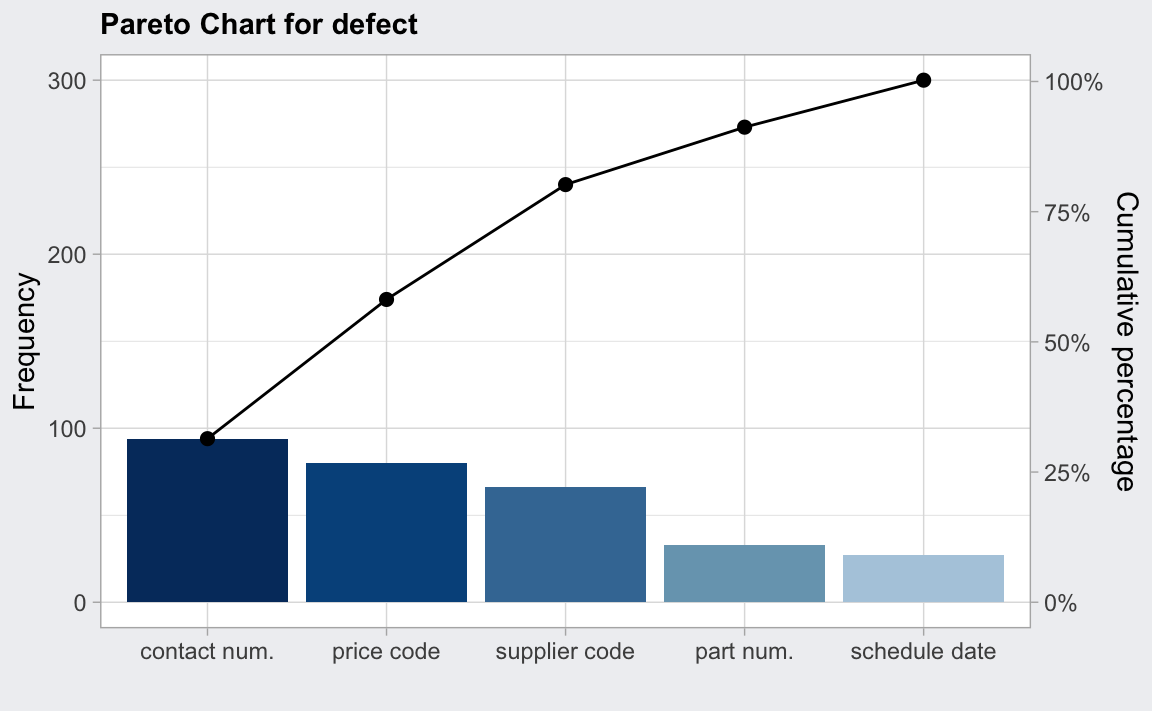 Pareto Chart for defect
Frequency
300
200
100
0
100%
75%
50%
25%
0%
Cumulative percentage
contact num.
price code
supplier code
part num.
schedule date